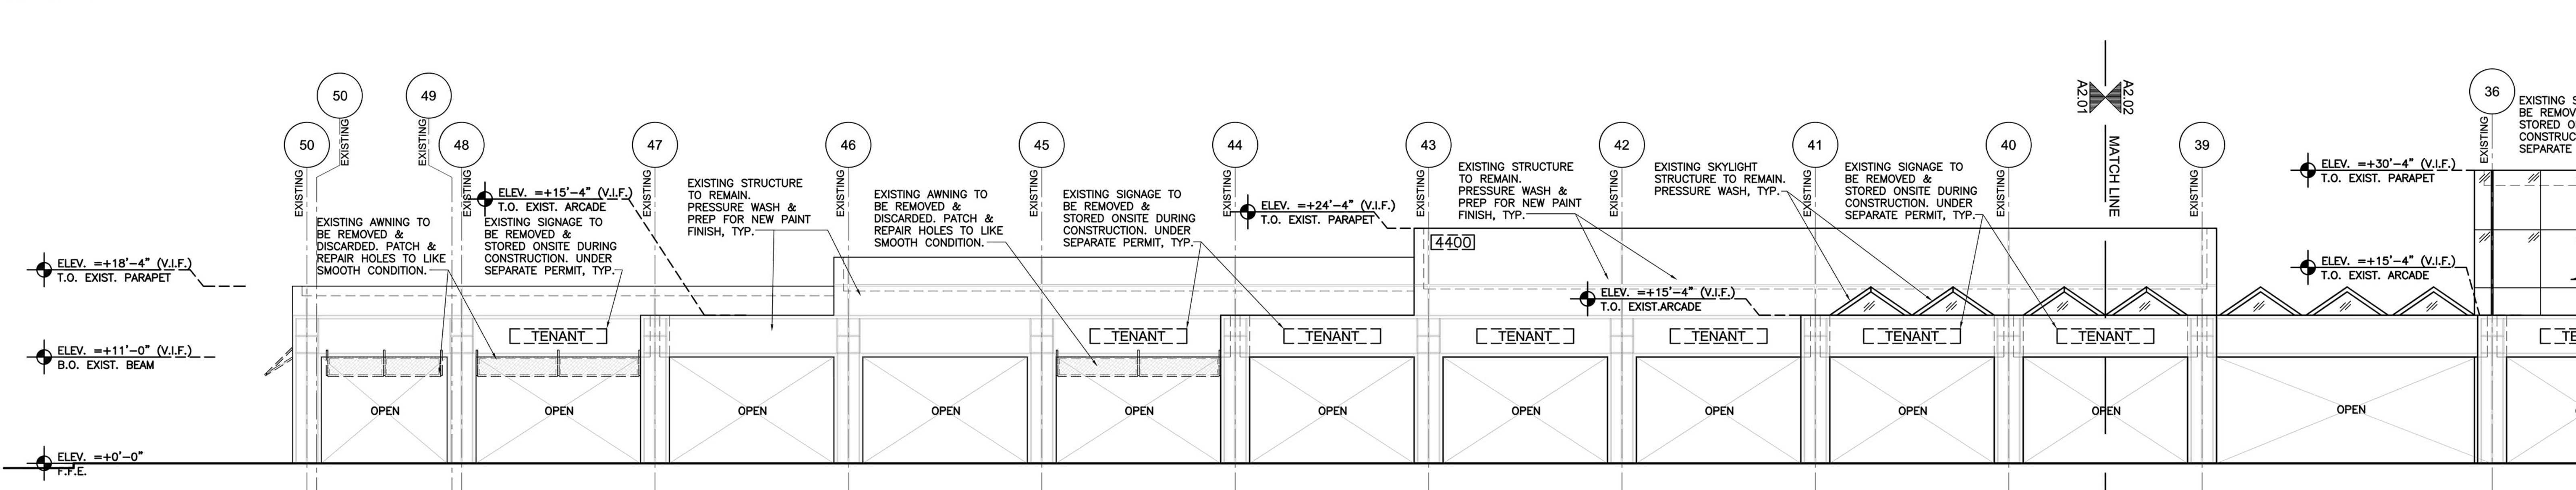 50
49
36
50
48
47
46
45
44
43
42
41
40
39
EXISTING
EXISTING
EXISTING
EXISTING
EXISTING
EXISTING
EXISTING
EXISTING
EXISTING
EXISTING
EXISTING
EXISTING
EXISTING
EXISTING
A2.01
A2.02
MATCH LINE
ELEV. =+18'-4" (V.I.F.)
T.O. EXIST. PARAPET
ELEV. =+11'-0" (V.I.F.)
B.O. EXIST. BEAM
ELEV. =+0'-0"
F.F.E.
EXISTING AWNING TO
BE REMOVED &
DISCARDED. PATCH &
REPAIR HOLES TO LIKE
SMOOTH CONDITION.
ELEV. =+15'-4" (V.I.F.)
T.O. EXIST. ARCADE
EXISTING SIGNAGE TO
BE REMOVED &
STORED ONSITE DURING
CONSTRUCTION. UNDER
SEPARATE PERMIT, TYP.
EXISTING STRUCTURE
TO REMAIN.
PRESSURE WASH &
PREP FOR NEW PAINT
FINISH, TYP.
EXISTING AWNING TO
BE REMOVED &
DISCARDED. PATCH &
REPAIR HOLES TO LIKE
SMOOTH CONDITION.
EXISTING SIGNAGE TO
BE REMOVED &
STORED ONSITE DURING
CONSTRUCTION. UNDER
SEPARATE PERMIT, TYP.
ELEV. =+24'-4" (V.I.F.)
T.O. EXIST. PARAPET
4400
EXISTING STRUCTURE
TO REMAIN.
PRESSURE WASH &
PREP FOR NEW PAINT
FINISH, TYP.
ELEV. =+15'-4" (V.I.F.)
T.O. EXIST.ARCADE
EXISTING SKYLIGHT
STRUCTURE TO REMAIN.
PRESSURE WASH, TYP.
EXISTING SIGNAGE TO
BE REMOVED &
STORED ONSITE DURING
CONSTRUCTION. UNDER
SEPARATE PERMIT, TYP.
ELEV. =+30'-4" (V.I.F.)
T.O. EXIST. PARAPET
ELEV. =+15'-4" (V.I.F.)
T.O. EXIST. ARCADE
EXISTING
BE
STORED
SEPARATE
TENANT
TENANT
TENANT
TENANT
TENANT
TENANT
TENANT
OPEN
OPEN
OPEN
OPEN
OPEN
OPEN
OPEN
OPEN
OPEN
OPEN
OPEN